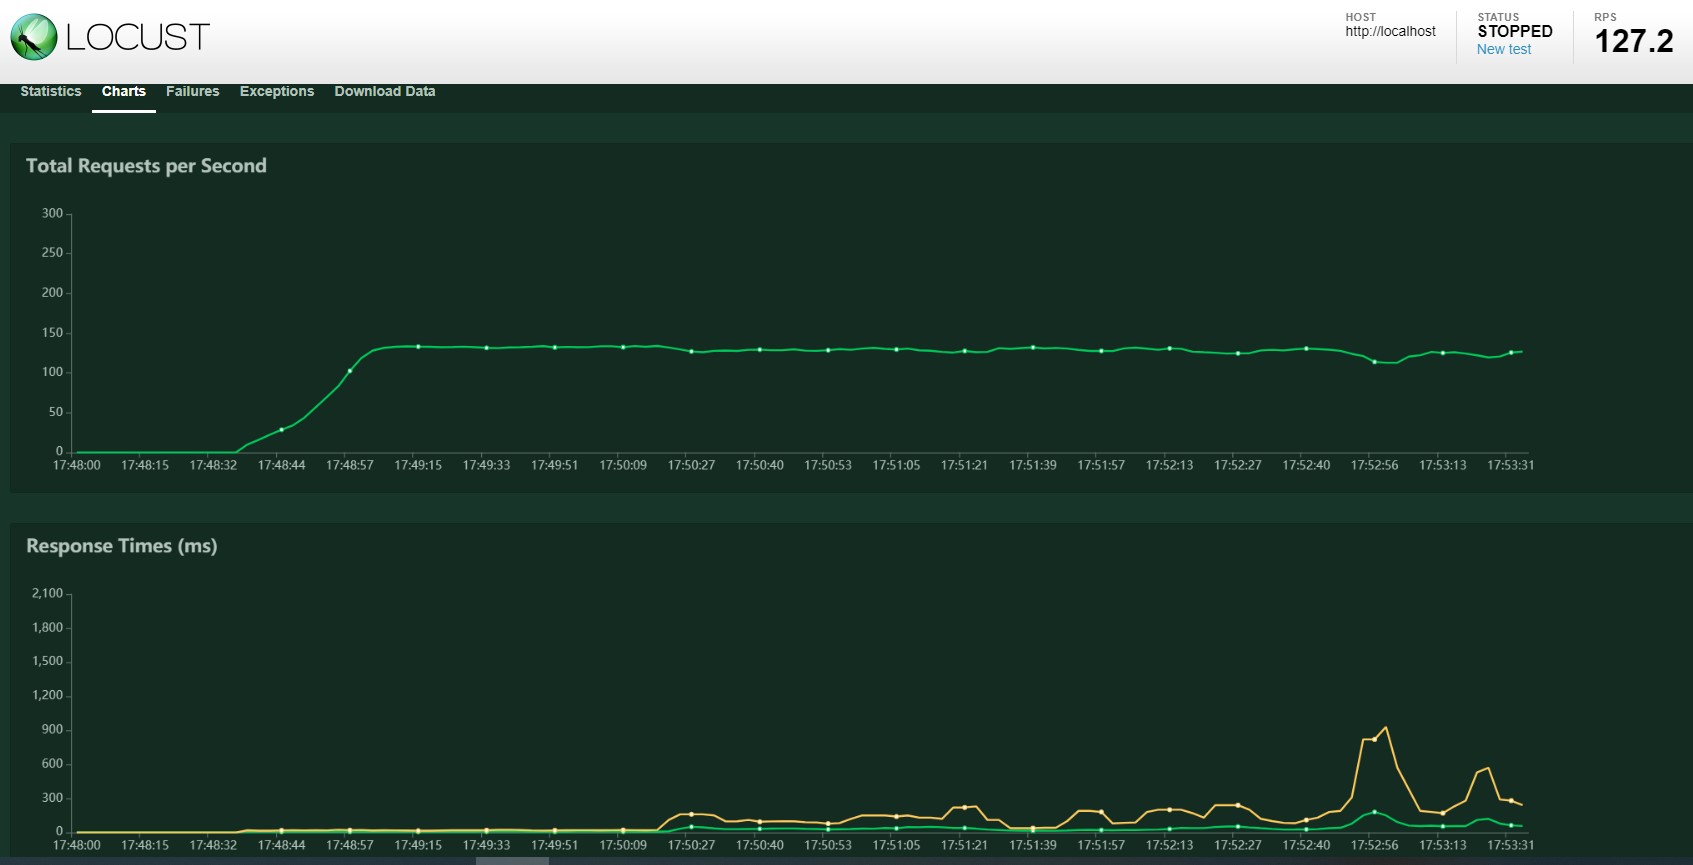 LOCUST
HOST
http://localhost
STATUS
STOPPED
New test
RPS
127.2
Statistics Charts Failures Exceptions Download Data
Total Requests per Second
300
250
200
150
100
50
0
17:48:00 17:48:15 17:48:32 17:48:44 17:48:57 17:49:15 17:49:33 17:49:51 17:50:09 17:50:27 17:50:40 17:50:53 17:51:05 17:51:21 17:51:39 17:51:57 17:52:13 17:52:27 17:52:40 17:52:56 17:53:13 17:53:31
Response Times (ms)
2,100
1,800
1,500
1,200
900
600
300
0
17:48:00 17:48:15 17:48:32 17:48:44 17:48:57 17:49:15 17:49:33 17:49:51 17:50:09 17:50:27 17:50:40 17:50:53 17:51:05 17:51:21 17:51:39 17:51:57 17:52:13 17:52:27 17:52:40 17:52:56 17:53:13 17:53:31